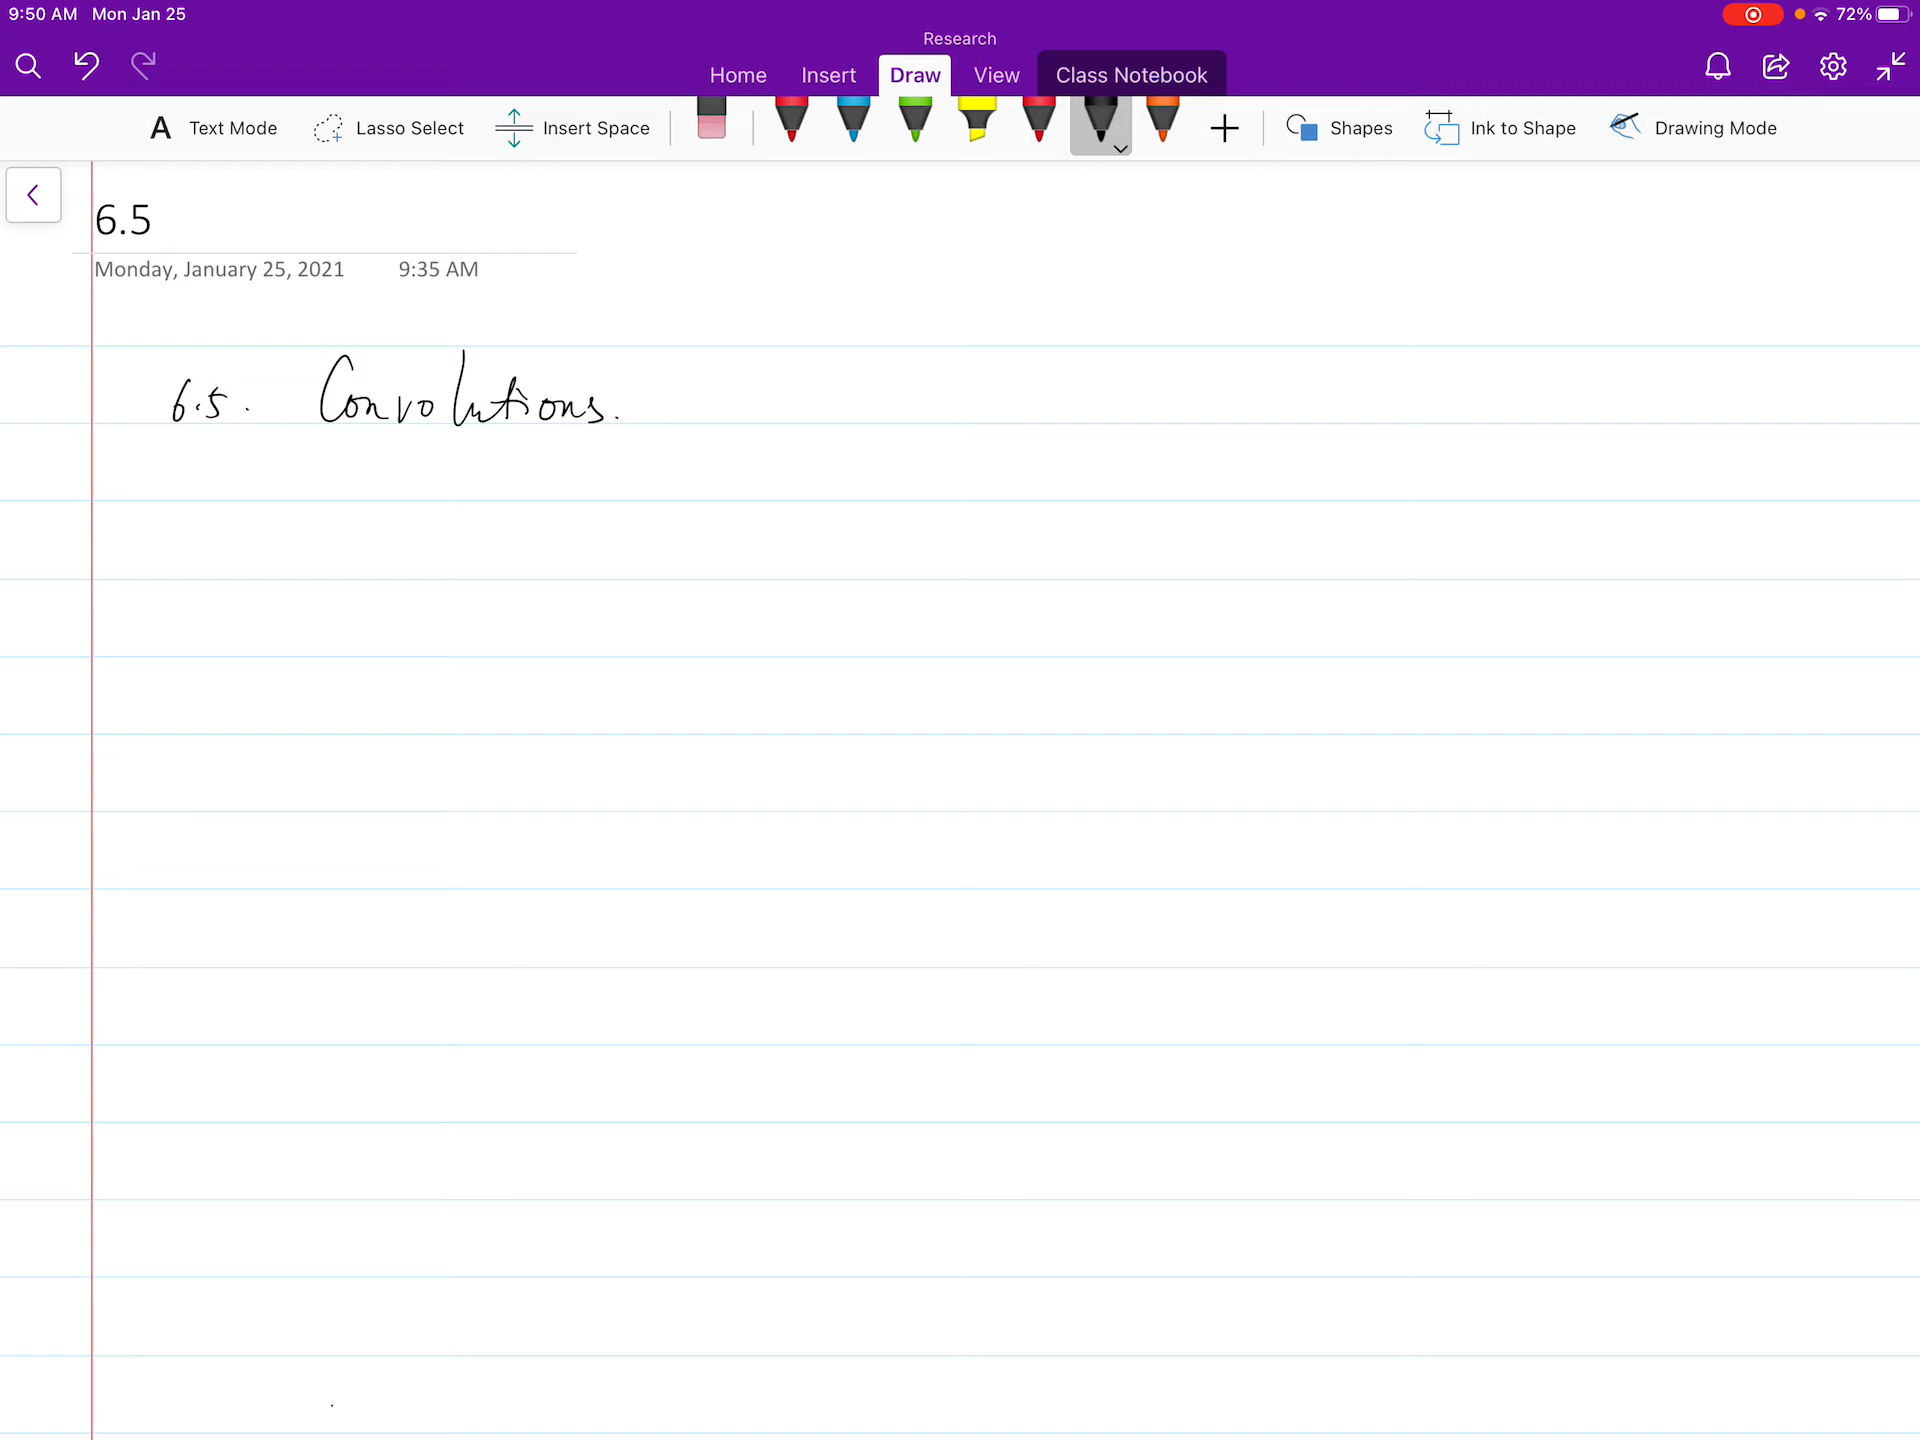 9:50 AM Mon Jan 25
72%
Research
Home Insert Draw View Class Notebook
A Text Mode Lasso Select Insert Space Shapes Ink to Shape Drawing Mode
6.5
Monday, January 25, 2021 9:35 AM
6.5. Convolutions.